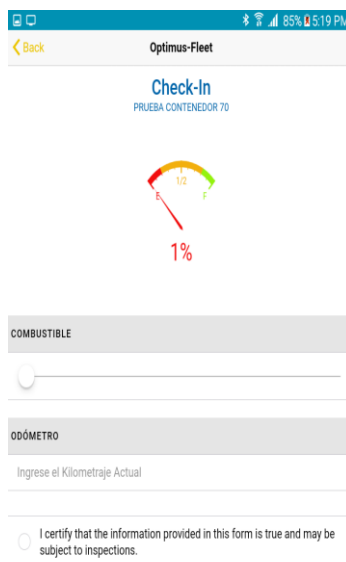 85% 5:19 PM
Back
Optimus-Fleet
Check-In
PRUEBA CONTENEDOR 70
1/2
E F
1%
COMBUSTIBLE
ODÓMETRO
Ingrese el Kilometraje Actual
I certify that the information provided in this form is true and may be
subject to inspections.